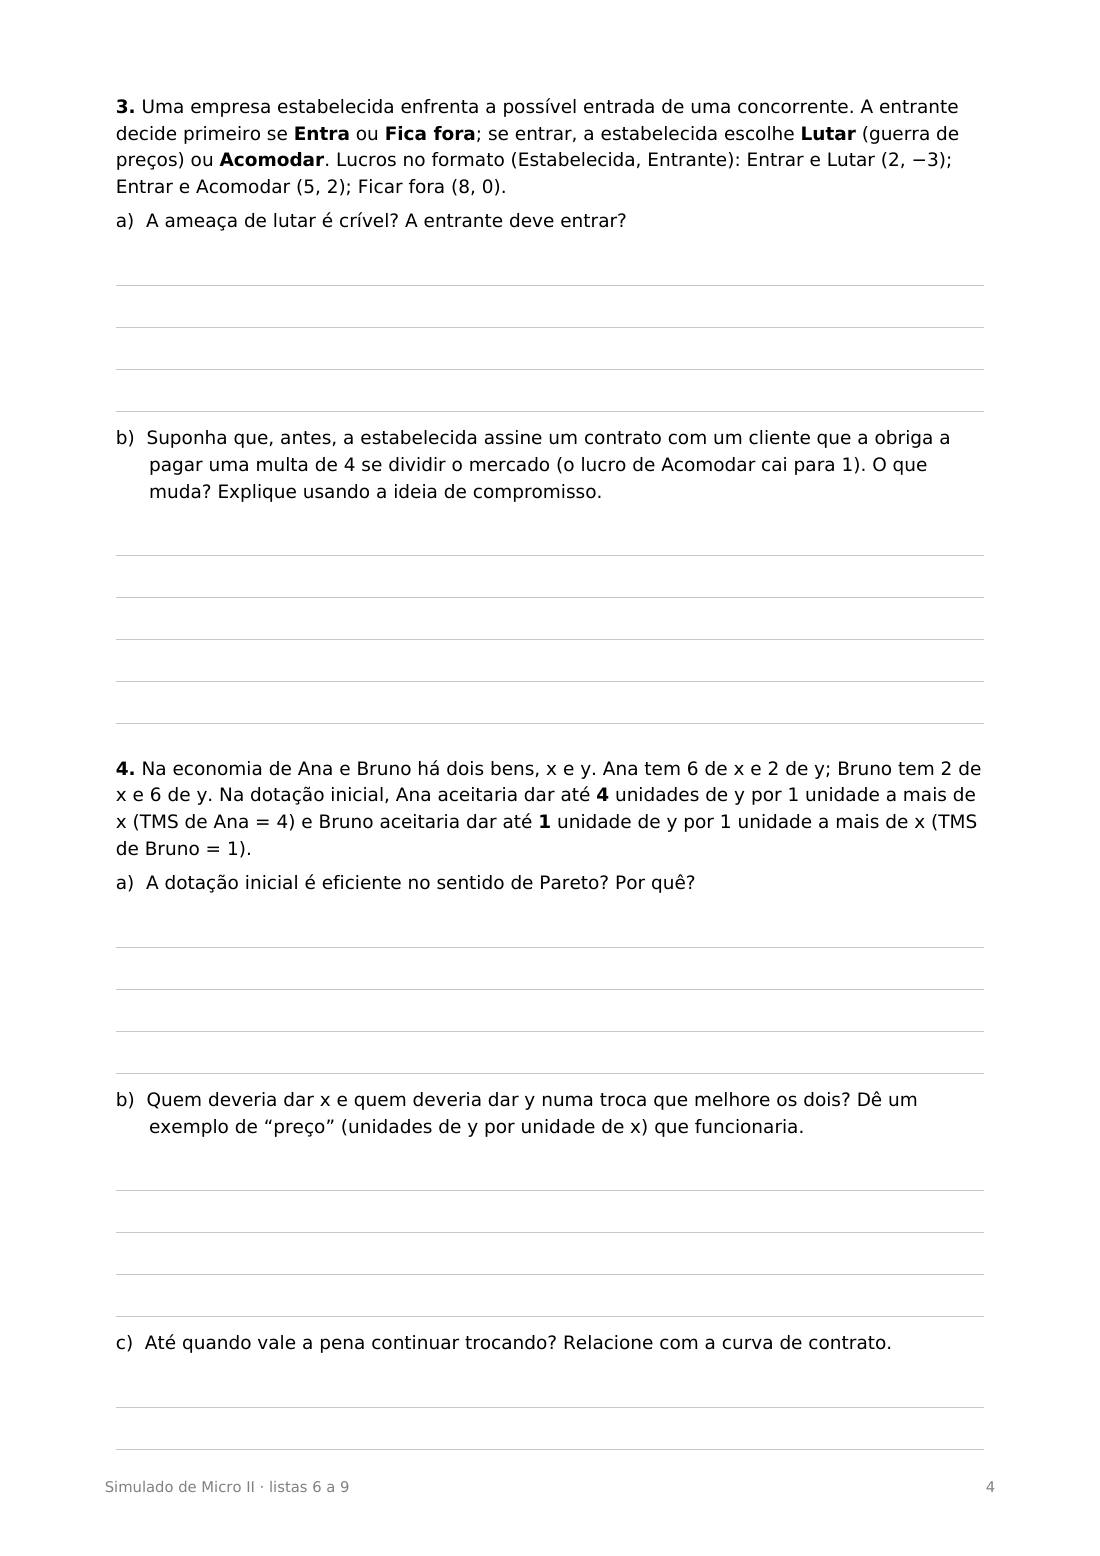 3. Uma empresa estabelecida enfrenta a possível entrada de uma concorrente. A entrante
decide primeiro se Entra ou Fica fora; se entrar, a estabelecida escolhe Lutar (guerra de
preços) ou Acomodar. Lucros no formato (Estabelecida, Entrante): Entrar e Lutar (2, −3);
Entrar e Acomodar (5, 2); Ficar fora (8, 0).
a) A ameaça de lutar é crível? A entrante deve entrar?
b) Suponha que, antes, a estabelecida assine um contrato com um cliente que a obriga a
pagar uma multa de 4 se dividir o mercado (o lucro de Acomodar cai para 1). O que
muda? Explique usando a ideia de compromisso.
4. Na economia de Ana e Bruno há dois bens, x e y. Ana tem 6 de x e 2 de y; Bruno tem 2 de
x e 6 de y. Na dotação inicial, Ana aceitaria dar até 4 unidades de y por 1 unidade a mais de
x (TMS de Ana = 4) e Bruno aceitaria dar até 1 unidade de y por 1 unidade a mais de x (TMS
de Bruno = 1).
a) A dotação inicial é eficiente no sentido de Pareto? Por quê?
b) Quem deveria dar x e quem deveria dar y numa troca que melhore os dois? Dê um
exemplo de “preço” (unidades de y por unidade de x) que funcionaria.
c) Até quando vale a pena continuar trocando? Relacione com a curva de contrato.
Simulado de Micro II · listas 6 a 9
4